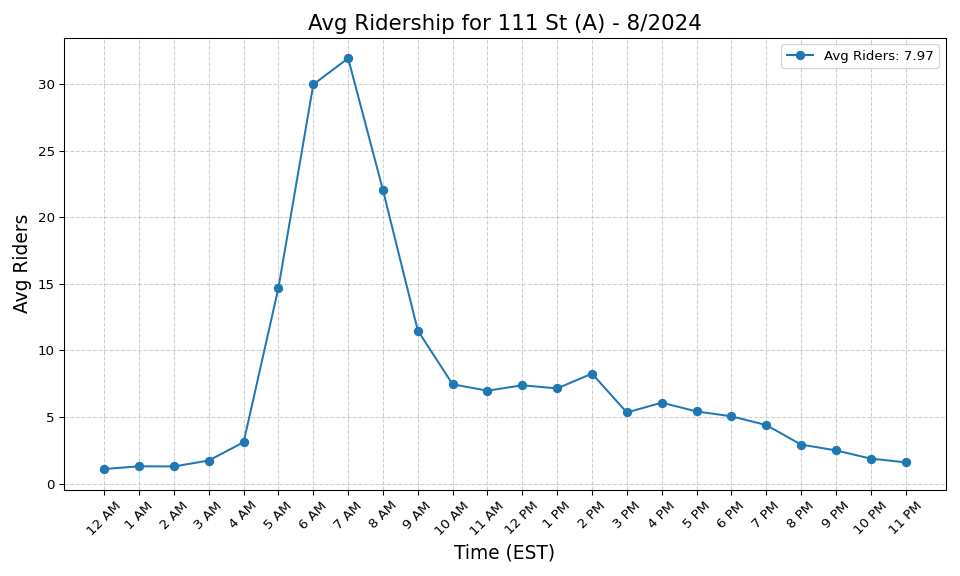 Avg Ridership for 111 St (A) - 8/2024
Avg Riders: 7.97
Avg Riders
30
25
20
15
10
5
0
12 AM
1 AM
2 AM
3 AM
4 AM
5 AM
6 AM
7 AM
8 AM
9 AM
10 AM
11 AM
12 PM
1 PM
2 PM
3 PM
4 PM
5 PM
6 PM
7 PM
8 PM
9 PM
10 PM
11 PM
Time (EST)